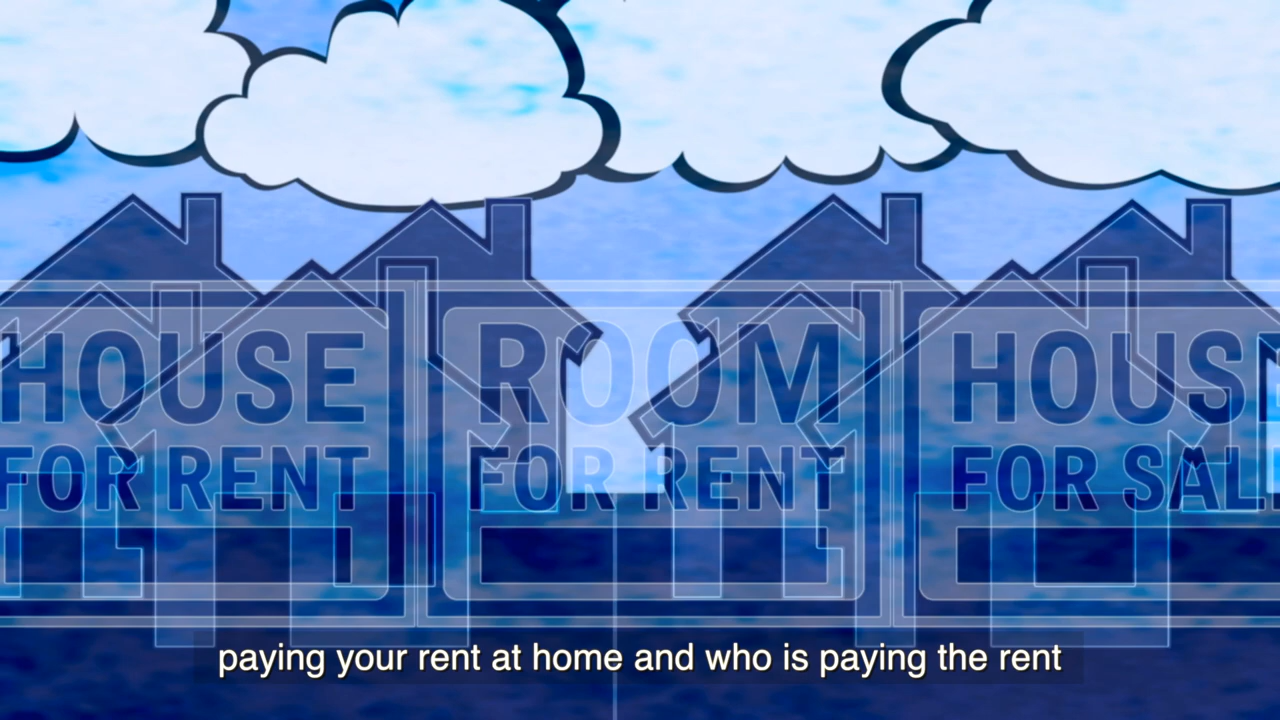 HOUSE
FOR RENT
ROOM
FOR RENT
HOUS
FOR SAL
paying your rent at home and who is paying the rent